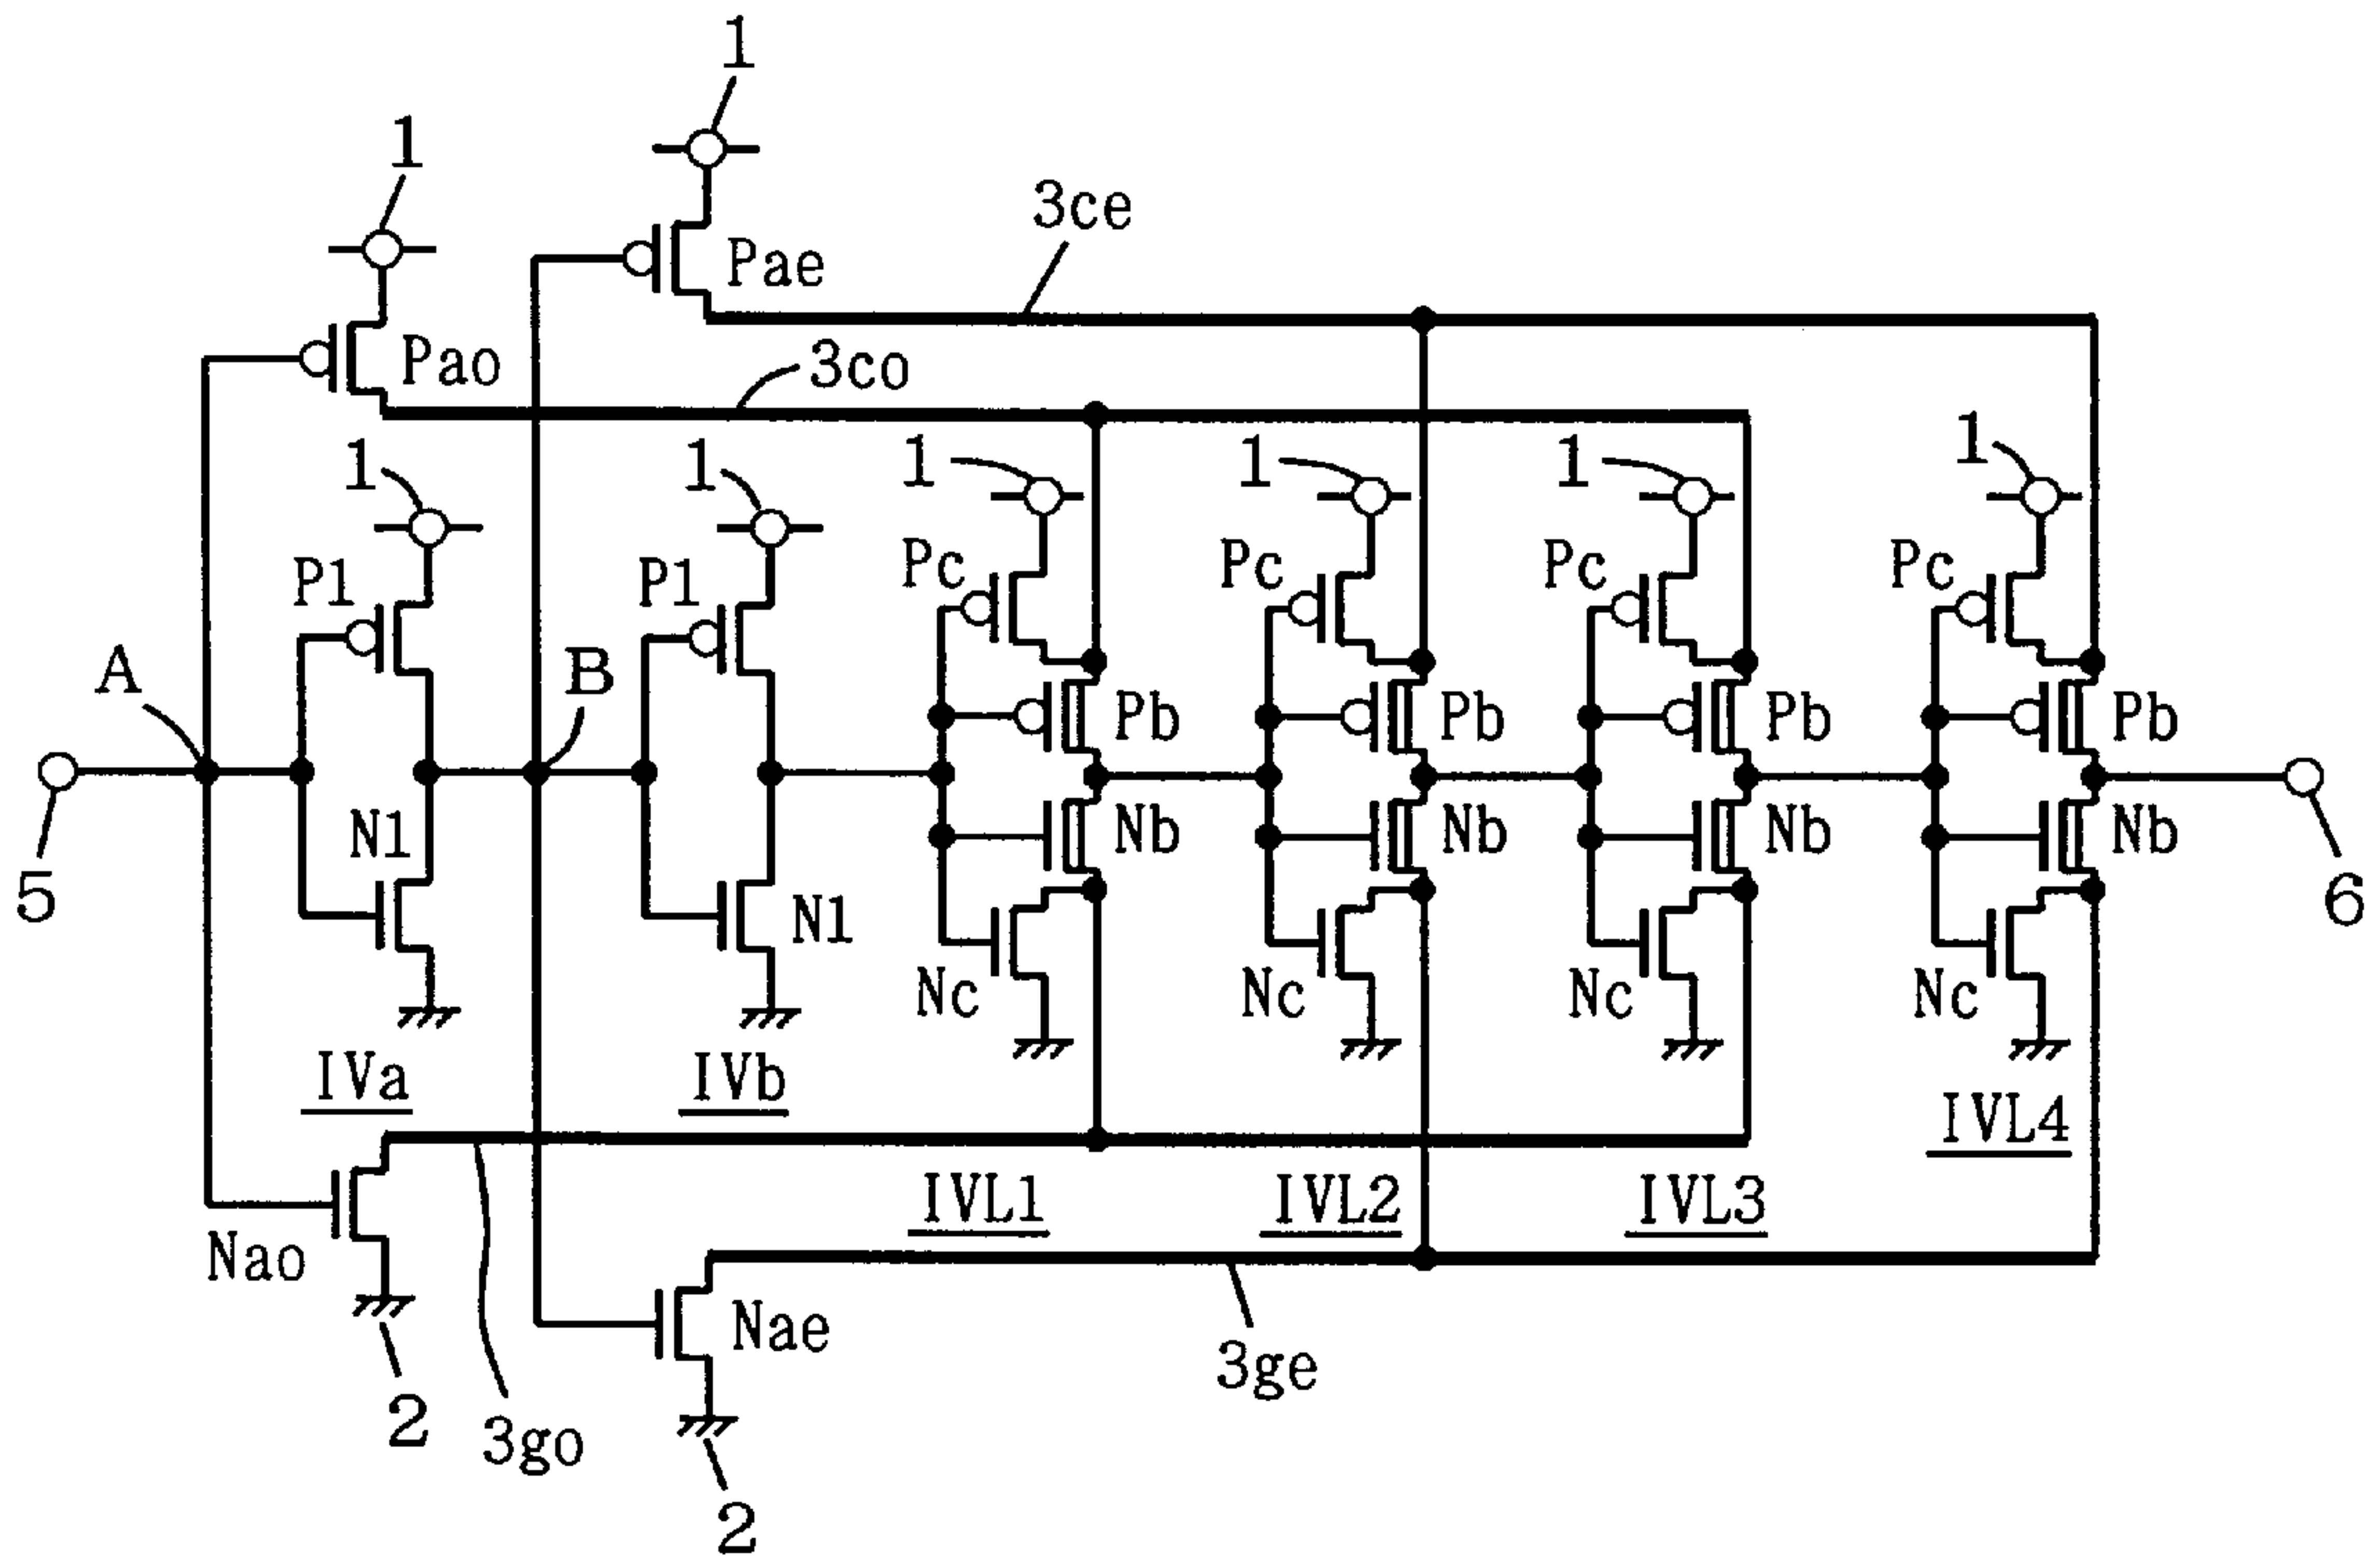 1
1
3ce
Pae
Pao
3co
1 1 1 1 1 1
P1 P1 Pc Pc Pc Pc
A B Pb Pb Pb Pb
5 N1 N1 Nb Nb Nb Nb 6
Nc Nc Nc Nc
IVa IVb IVL4
IVL1 IVL2 IVL3
Nao Nae
2 3go 3ge
2